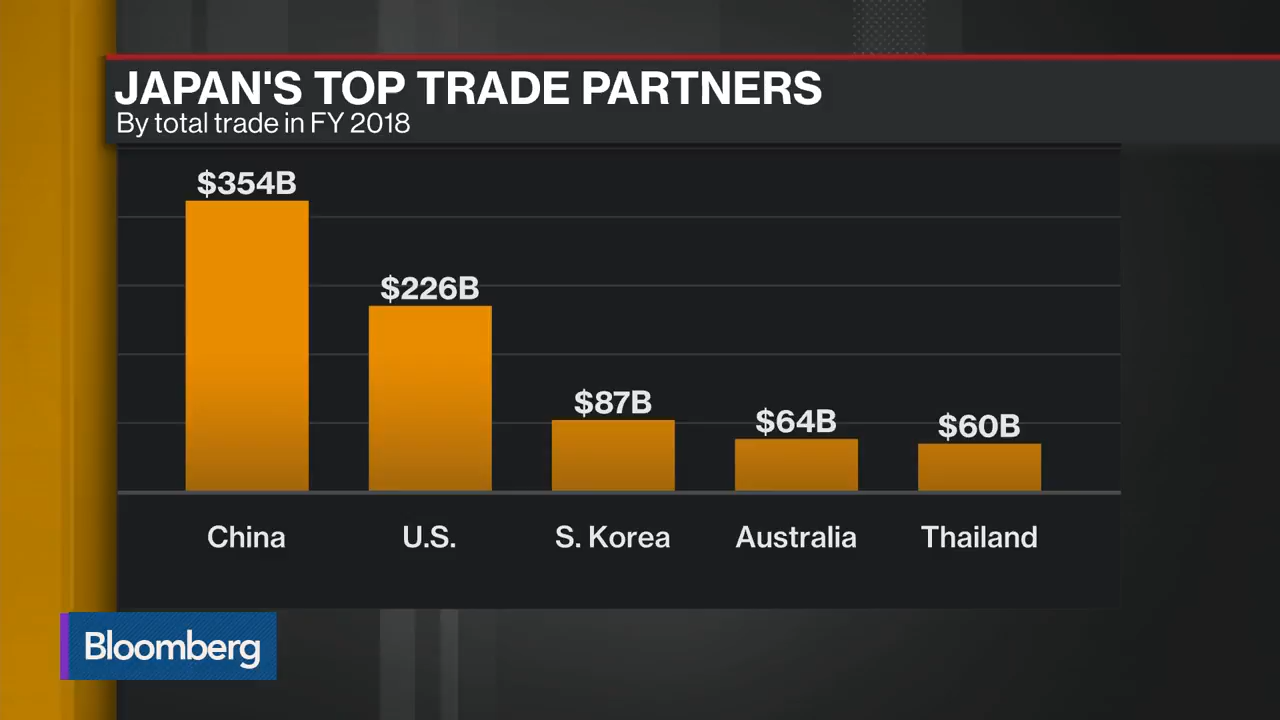 JAPAN'S TOP TRADE PARTNERS
By total trade in FY 2018
$354B
$226B
$87B
$64B
$60B
China
U.S.
S. Korea
Australia
Thailand
Bloomberg